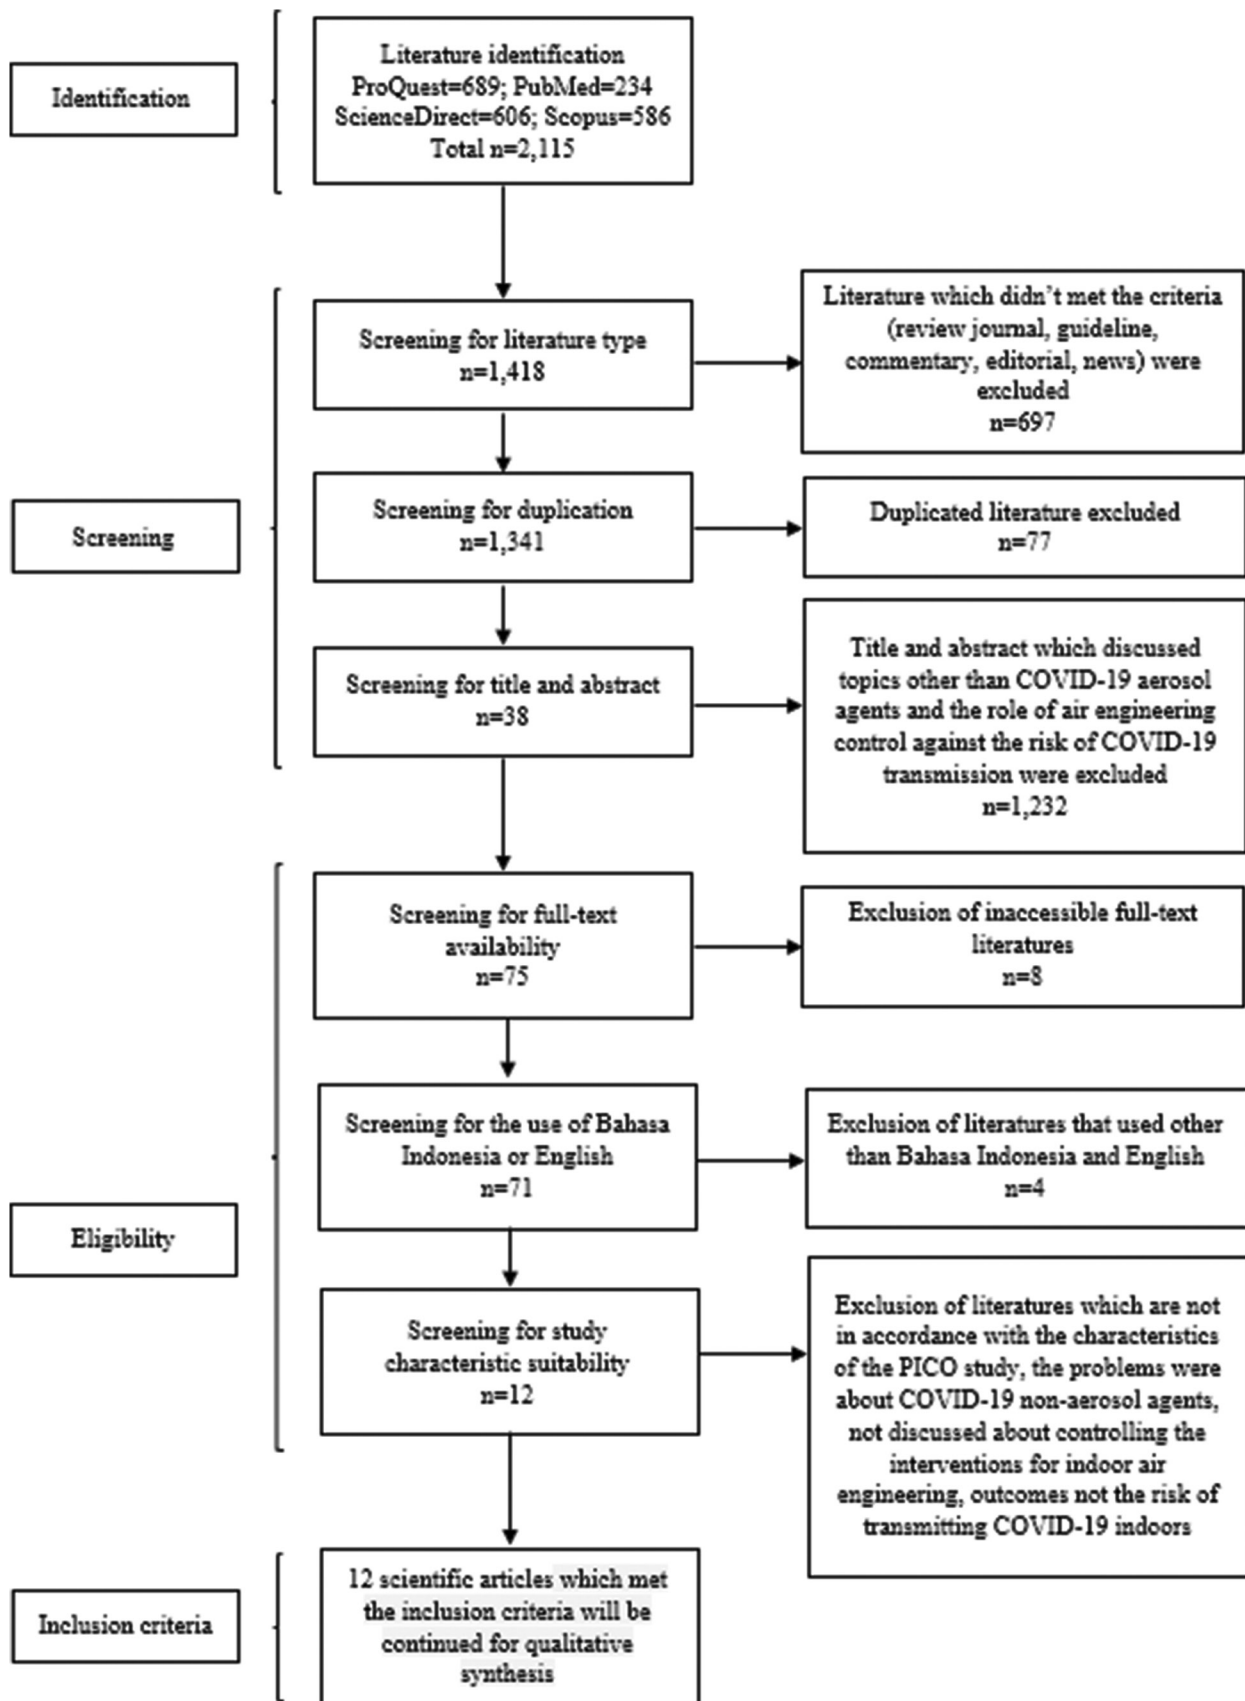 Identification
Literature identification
ProQuest=689; PubMed=234
ScienceDirect=606; Scopus=586
Total n=2,115
Screening
Screening for literature type
n=1,418
Literature which didn't met the criteria
(review journal, guideline,
commentary, editorial, news) were
excluded
n=697
Screening for duplication
n=1,341
Duplicated literature excluded
n=77
Screening for title and abstract
n=38
Title and abstract which discussed
topics other than COVID-19 aerosol
agents and the role of air engineering
control against the risk of COVID-19
transmission were excluded
n=1,232
Eligibility
Screening for full-text
availability
n=75
Exclusion of inaccessible full-text
literatures
n=8
Screening for the use of Bahasa
Indonesia or English
n=71
Exclusion of literatures that used other
than Bahasa Indonesia and English
n=4
Screening for study
characteristic suitability
n=12
Exclusion of literatures which are not
in accordance with the characteristics
of the PICO study, the problems were
about COVID-19 non-aerosol agents,
not discussed about controlling the
interventions for indoor air
engineering, outcomes not the risk of
transmitting COVID-19 indoors
Inclusion criteria
12 scientific articles which met
the inclusion criteria will be
continued for qualitative
synthesis